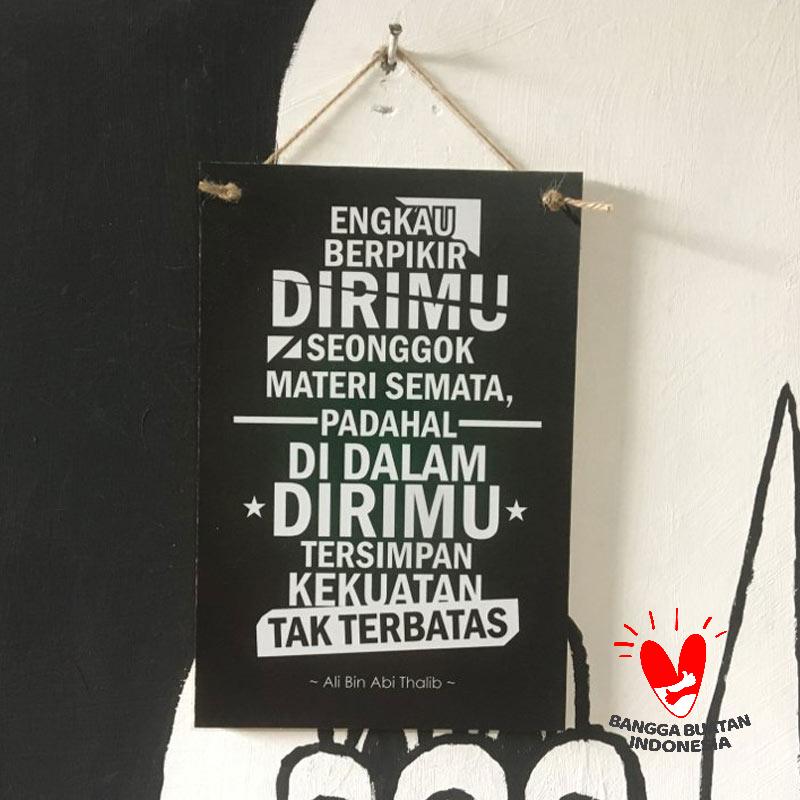 ENGKAU
BERPIKIR
DIRIMU
SEONGGOK
MATERI SEMATA,
PADAHAL
DI DALAM
DIRIMU
TERSIMPAN
KEKUATAN
TAK TERBATAS
~ Ali Bin Abi Thalib ~
BANGGA BUATAN
INDONESIA